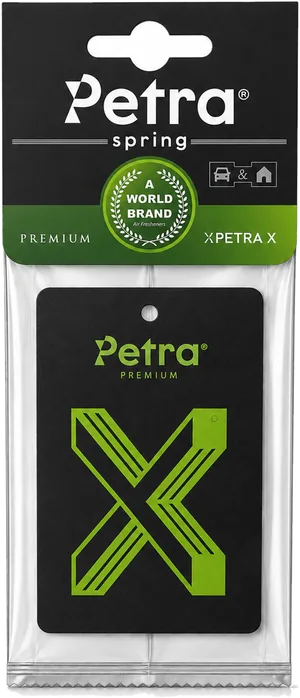 Petra®
spring
A
WORLD
BRAND
Air Fresheners
&
PREMIUM
XPETRA X
Petra®
PREMIUM
X